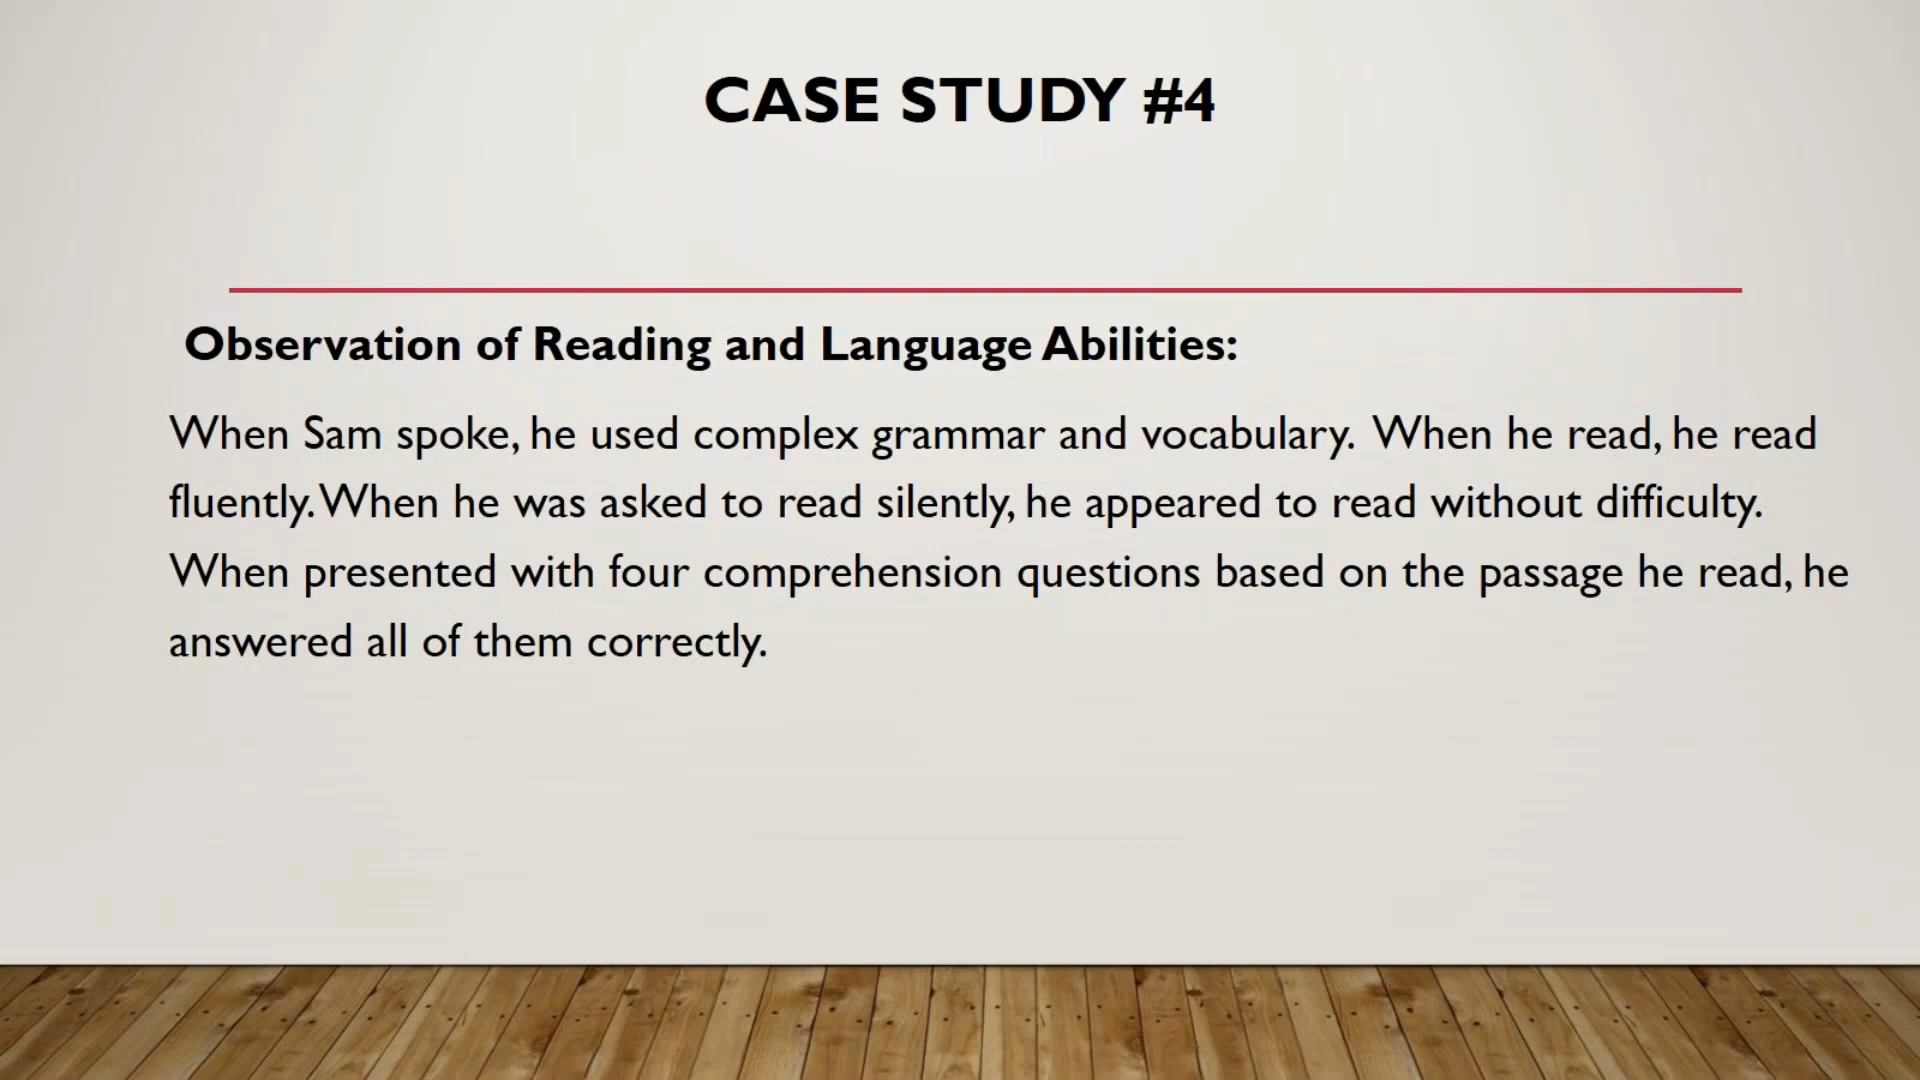 CASE STUDY #4
Observation of Reading and Language Abilities:
When Sam spoke, he used complex grammar and vocabulary.  When he read, he read
fluently. When he was asked to read silently, he appeared to read without difficulty.
When presented with four comprehension questions based on the passage he read, he
answered all of them correctly.